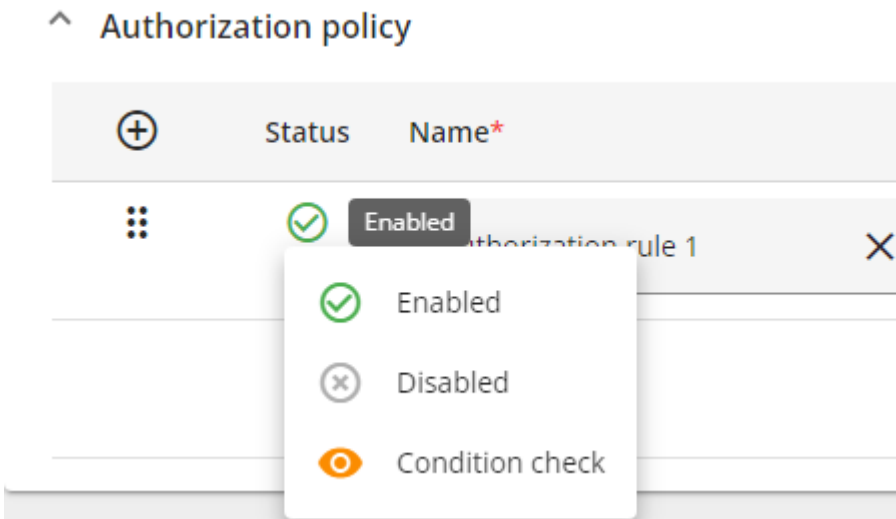 Authorization policy
Status Name*
Enabled
rule 1
Enabled
Disabled
Condition check